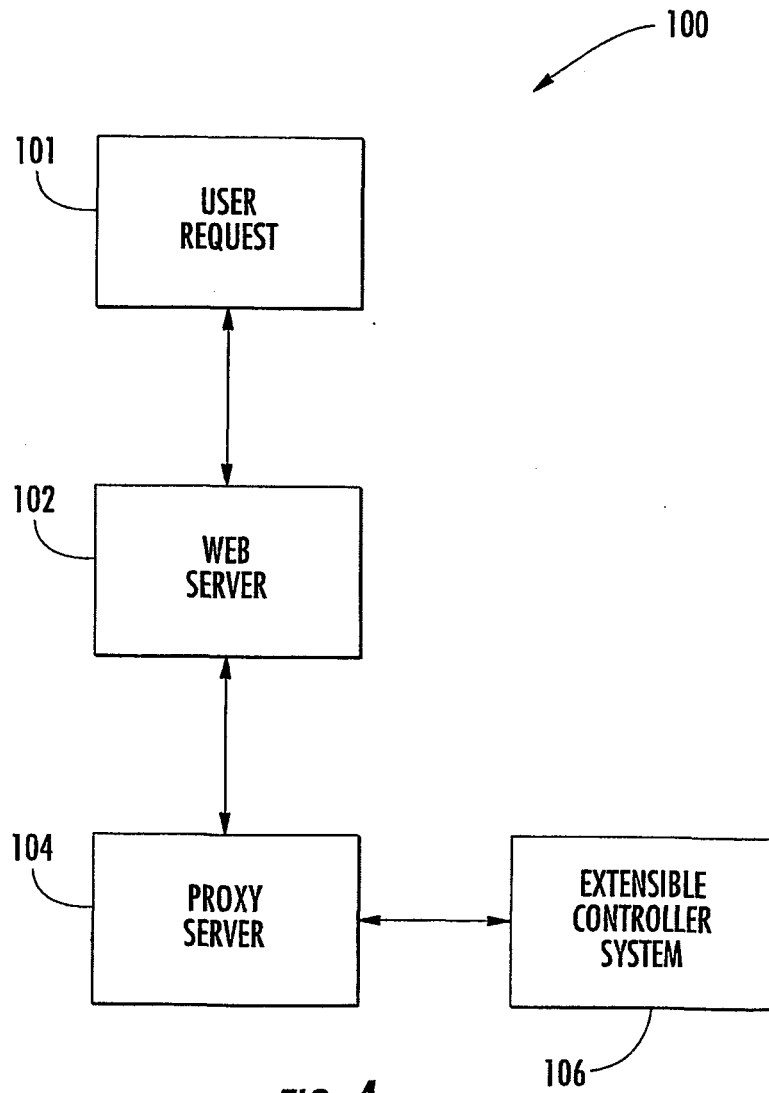 100
101
USER
REQUEST
102
WEB
SERVER
104
PROXY
SERVER
EXTENSIBLE
CONTROLLER
SYSTEM
106